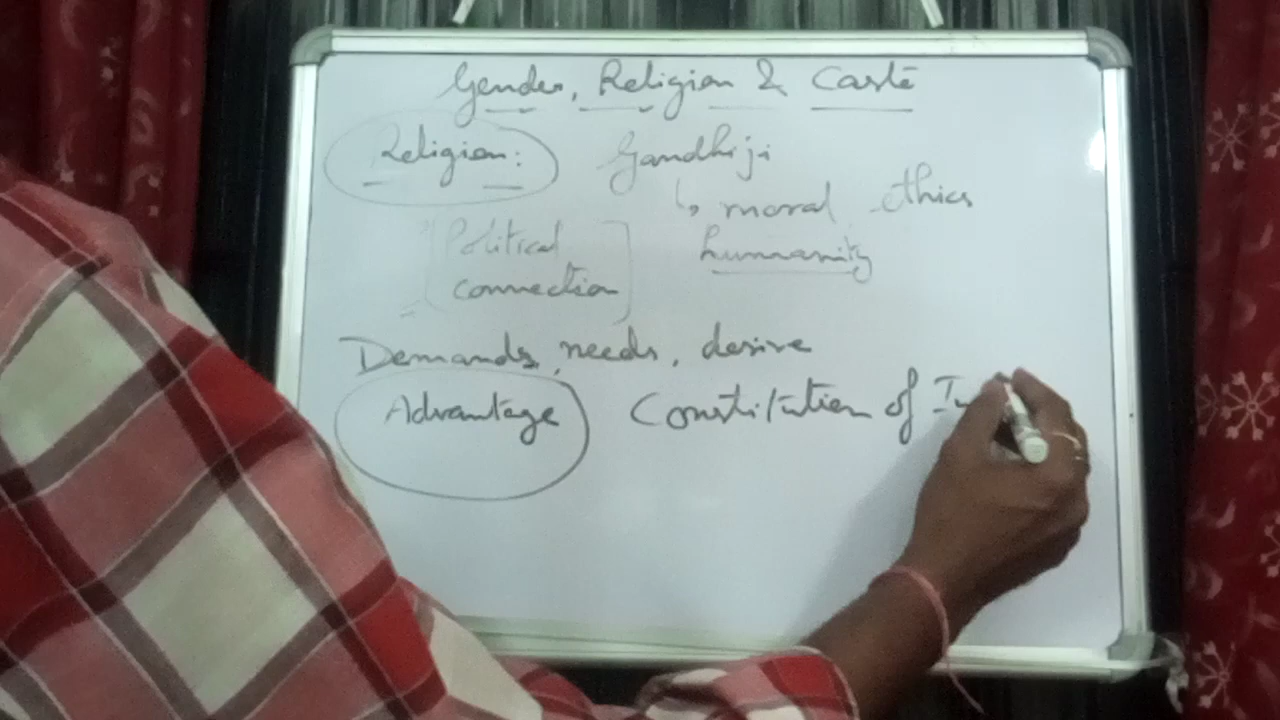 Gender, Religion & Caste
Religion: Gandhiji
↳ moral ethics
Political humanity
connection
Demands, needs, desire
Advantage Constitution of